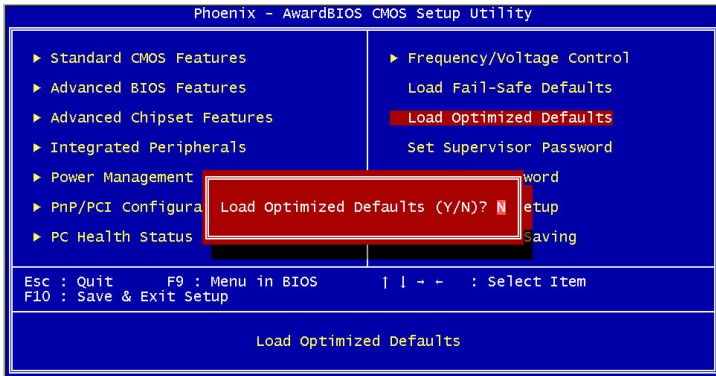 Phoenix - AwardBIOS CMOS Setup Utility
▶ Standard CMOS Features
▶ Advanced BIOS Features
▶ Advanced Chipset Features
▶ Integrated Peripherals
▶ Power Management
▶ PnP/PCI Configura
▶ PC Health Status
▶ Frequency/Voltage Control
Load Fail-Safe Defaults
Load Optimized Defaults
Set Supervisor Password
word
etup
Saving
Load Optimized Defaults (Y/N)? N
Esc : Quit F9 : Menu in BIOS ↑ ↓ → ← : Select Item
F10 : Save & Exit Setup
Load Optimized Defaults